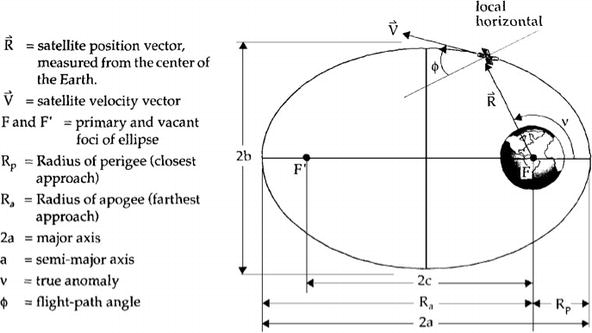 R⃗ = satellite position vector,
measured from the center of
the Earth.
V⃗ = satellite velocity vector
F and F' = primary and vacant
foci of ellipse
Rp = Radius of perigee (closest
approach)
Ra = Radius of apogee (farthest
approach)
2a = major axis
a = semi-major axis
ν = true anomaly
ϕ = flight-path angle
local
horizontal
V⃗
ϕ
R⃗
ν
2b
F'
F
2c
Ra
Rp
2a